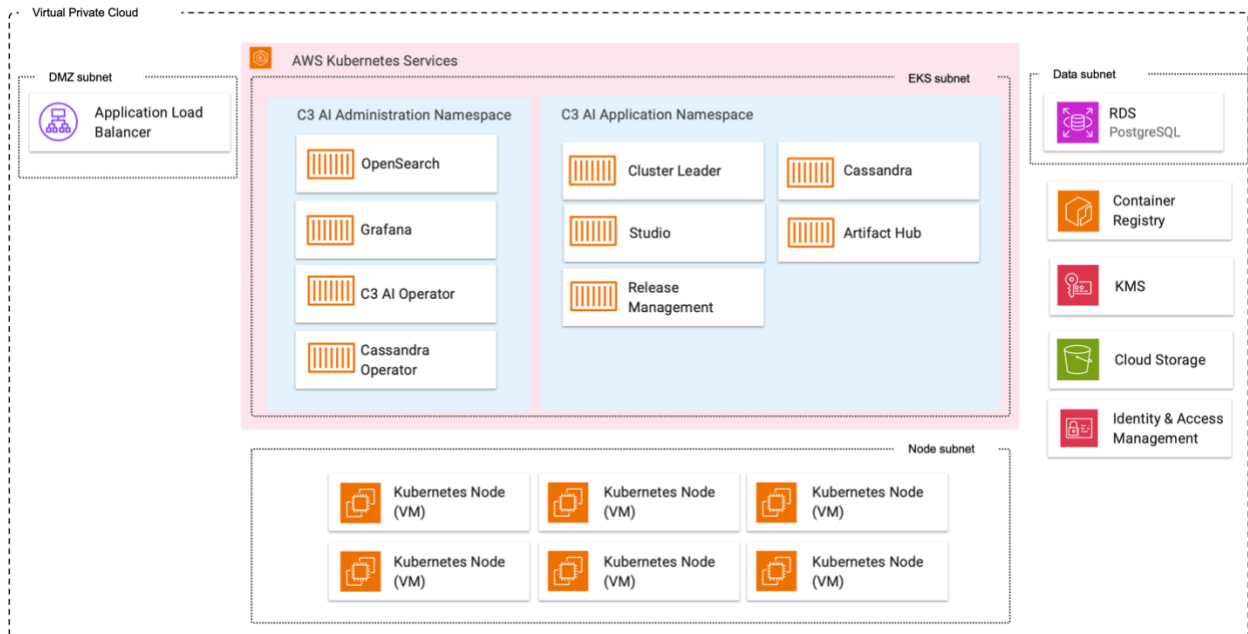 Virtual Private Cloud
DMZ subnet
Application Load
Balancer
AWS Kubernetes Services
EKS subnet
C3 AI Administration Namespace
OpenSearch
Grafana
C3 AI Operator
Cassandra
Operator
C3 AI Application Namespace
Cluster Leader
Cassandra
Studio
Artifact Hub
Release
Management
Data subnet
RDS
PostgreSQL
Container
Registry
KMS
Cloud Storage
Identity & Access
Management
Node subnet
Kubernetes Node
(VM)
Kubernetes Node
(VM)
Kubernetes Node
(VM)
Kubernetes Node
(VM)
Kubernetes Node
(VM)
Kubernetes Node
(VM)